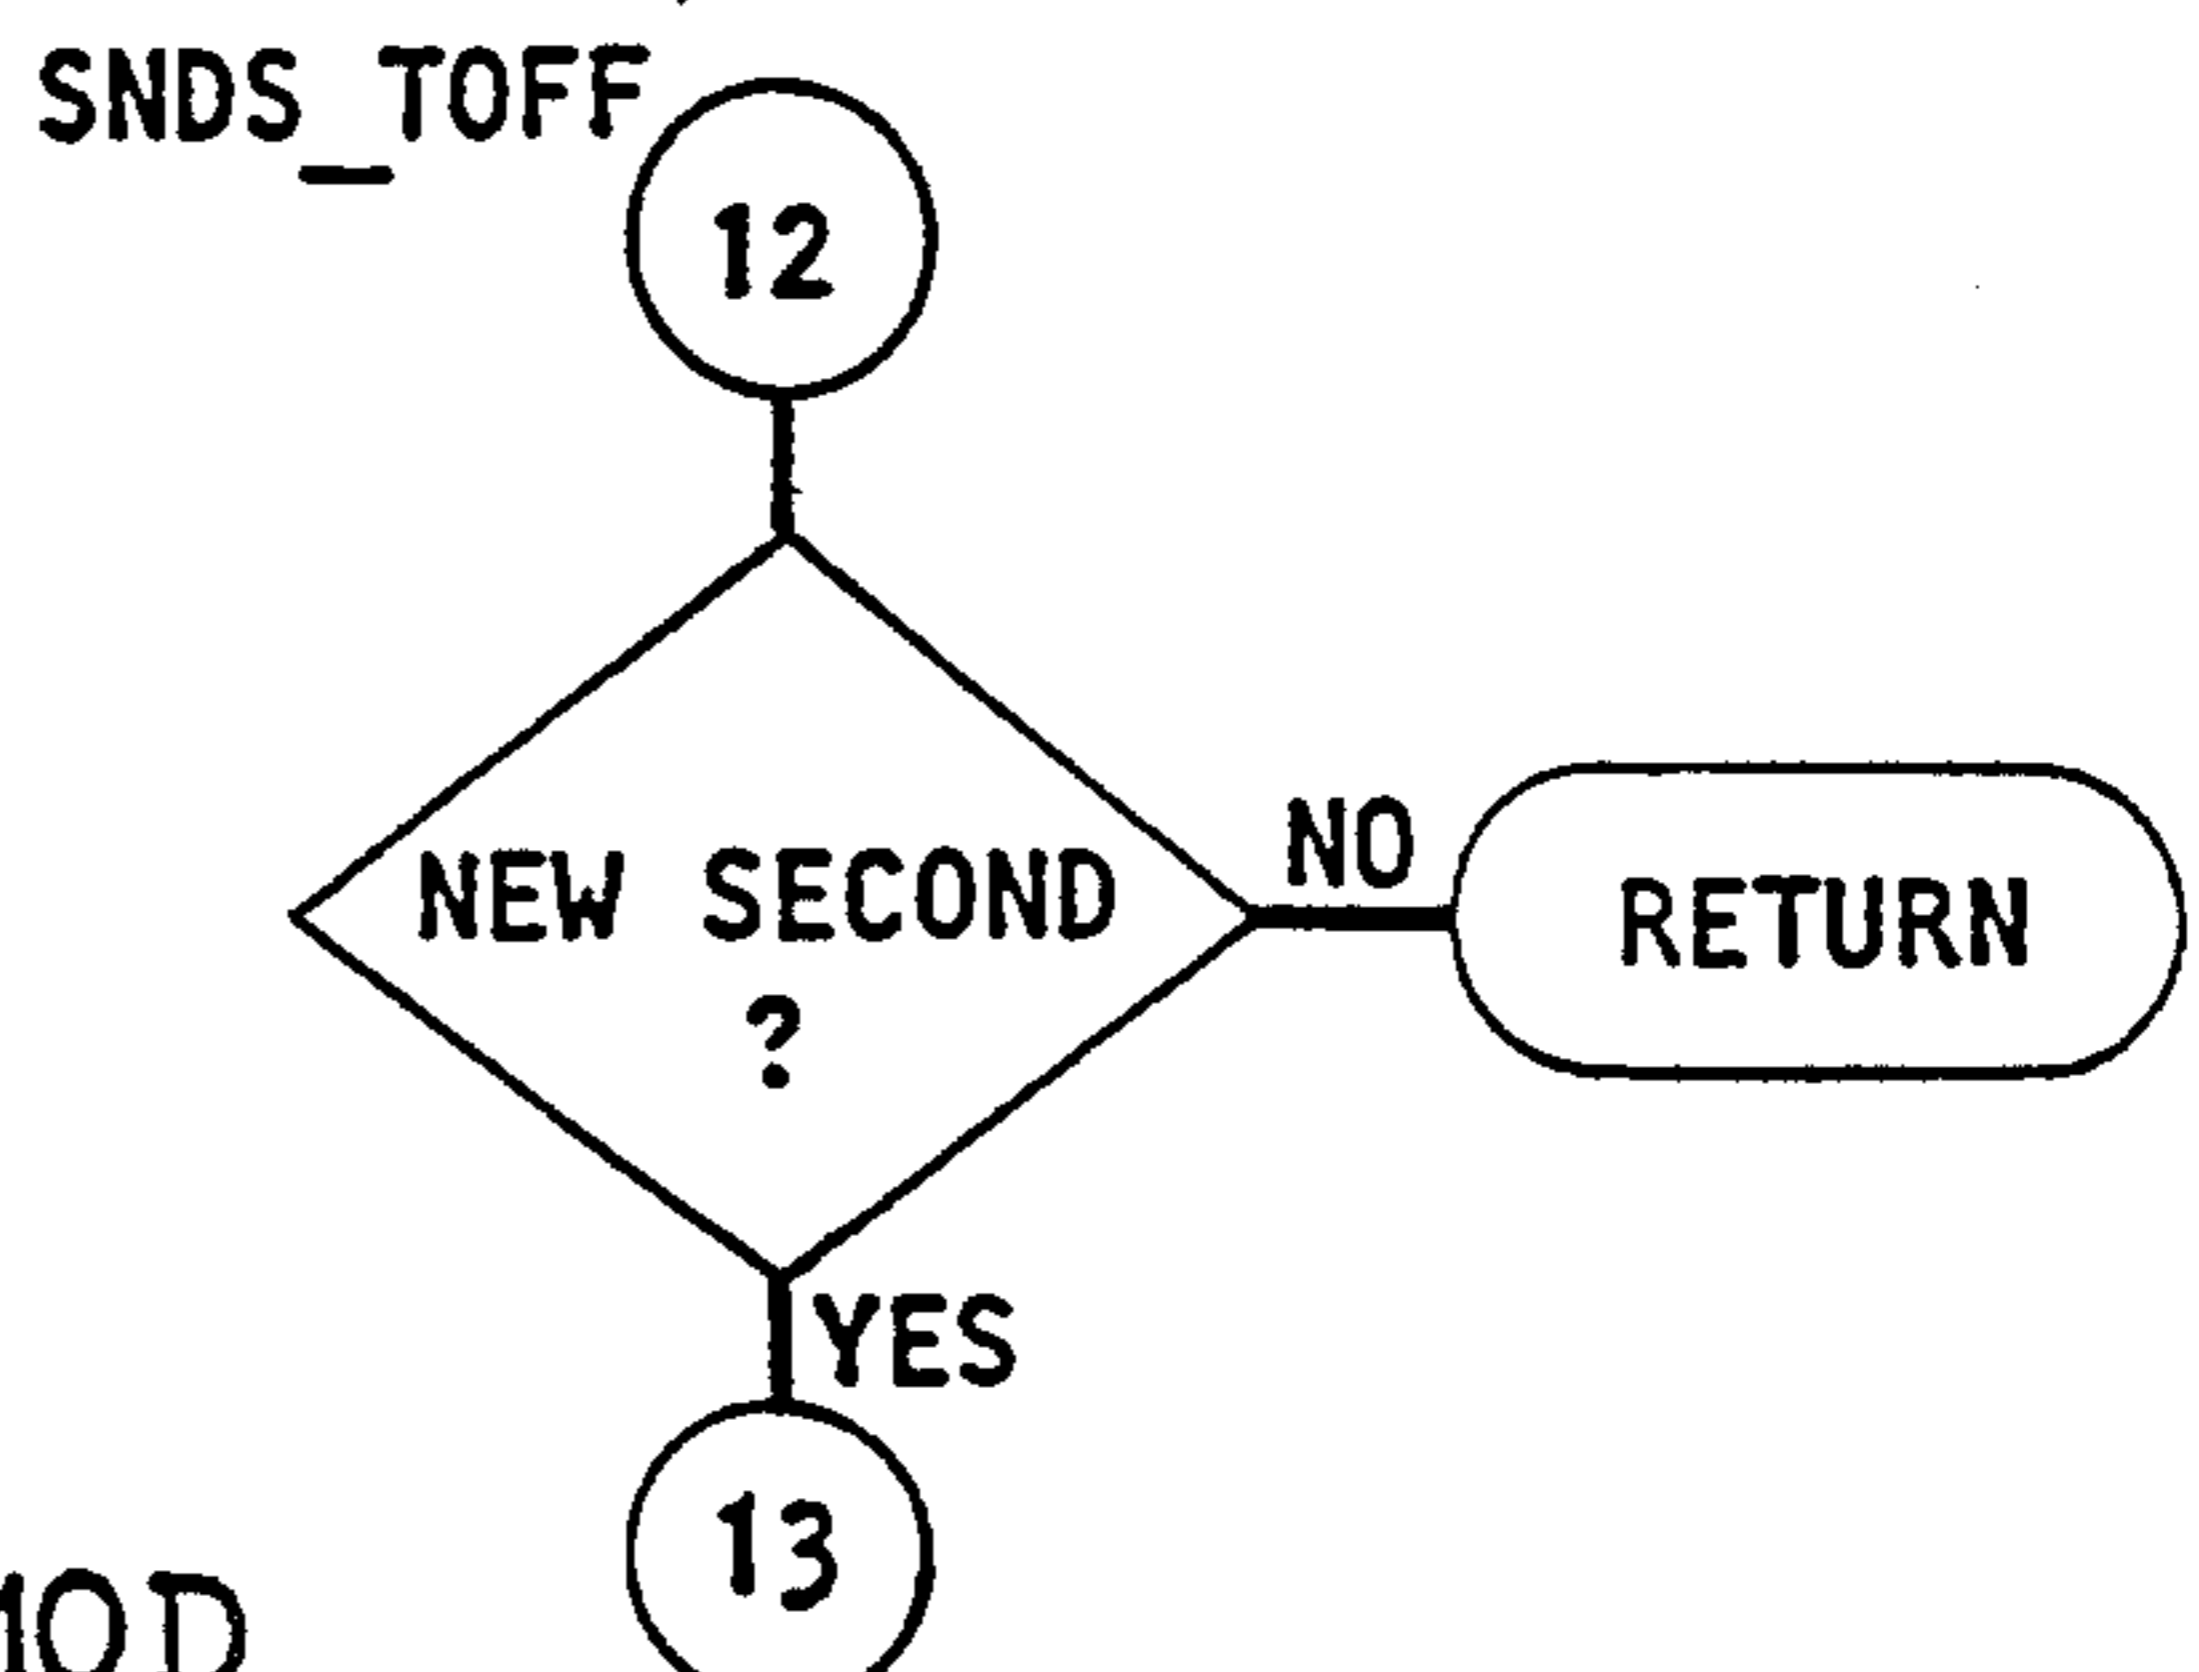 SNDS_TOFF
12
NEW SECOND
?
NO
RETURN
YES
13